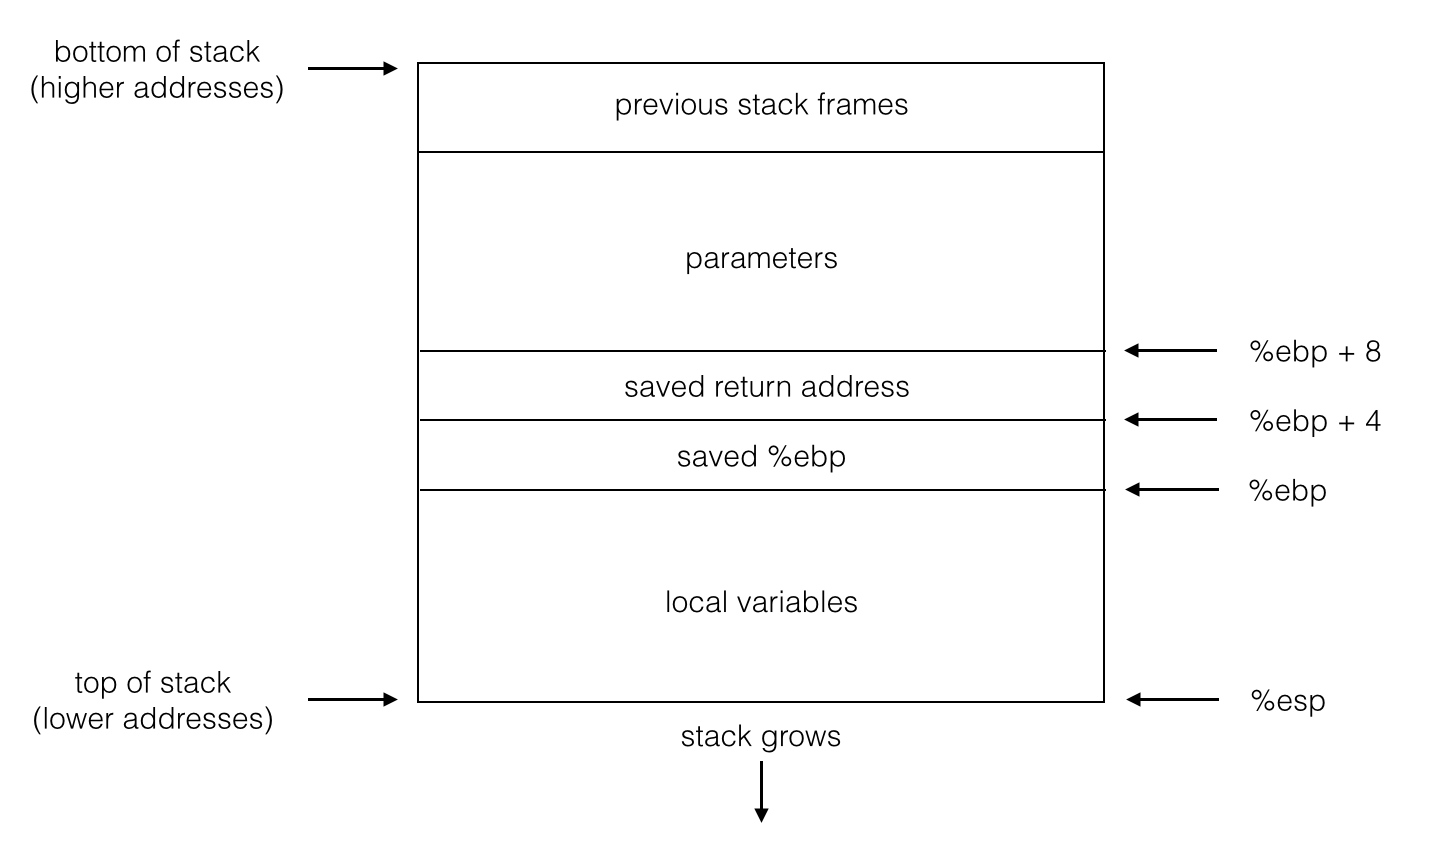 bottom of stack
(higher addresses)
previous stack frames
parameters
%ebp + 8
saved return address
%ebp + 4
saved %ebp
%ebp
local variables
top of stack
(lower addresses)
%esp
stack grows